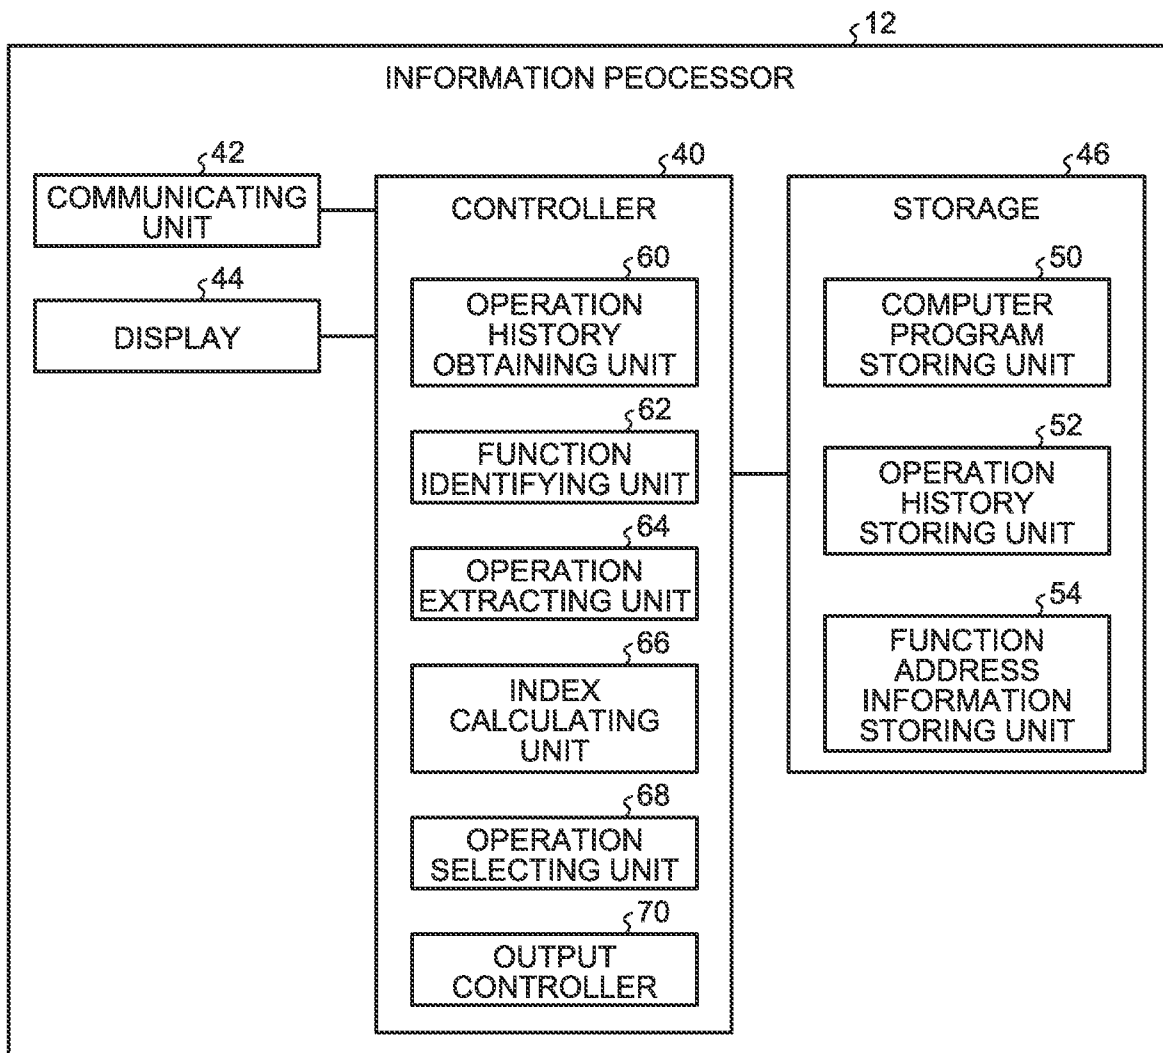 12
INFORMATION PEOCESSOR
42
COMMUNICATING
UNIT
44
DISPLAY
40
CONTROLLER
60
OPERATION
HISTORY
OBTAINING UNIT
62
FUNCTION
IDENTIFYING UNIT
64
OPERATION
EXTRACTING UNIT
66
INDEX
CALCULATING
UNIT
68
OPERATION
SELECTING UNIT
70
OUTPUT
CONTROLLER
46
STORAGE
50
COMPUTER
PROGRAM
STORING UNIT
52
OPERATION
HISTORY
STORING UNIT
54
FUNCTION
ADDRESS
INFORMATION
STORING UNIT